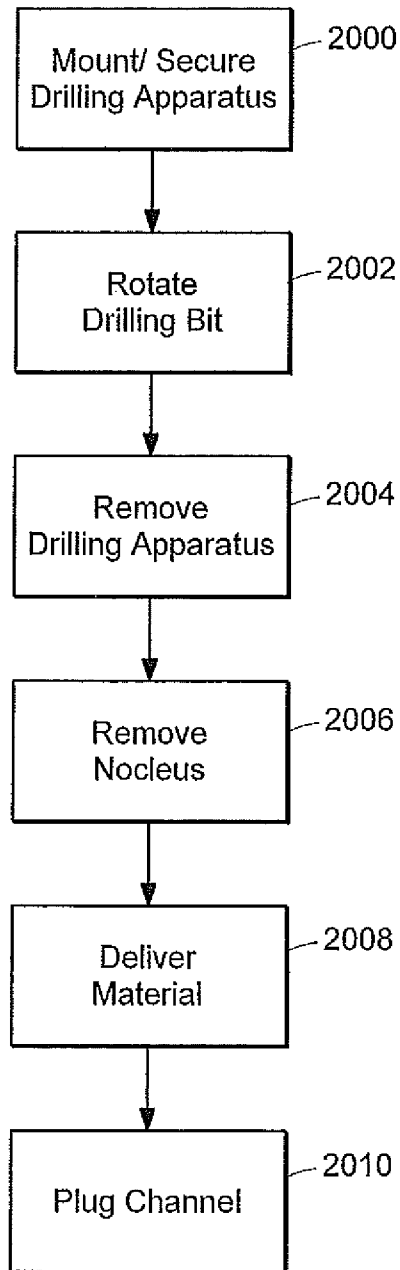 Mount/ Secure
Drilling Apparatus
2000
Rotate
Drilling Bit
2002
Remove
Drilling Apparatus
2004
Remove
Nocleus
2006
Deliver
Material
2008
Plug Channel
2010